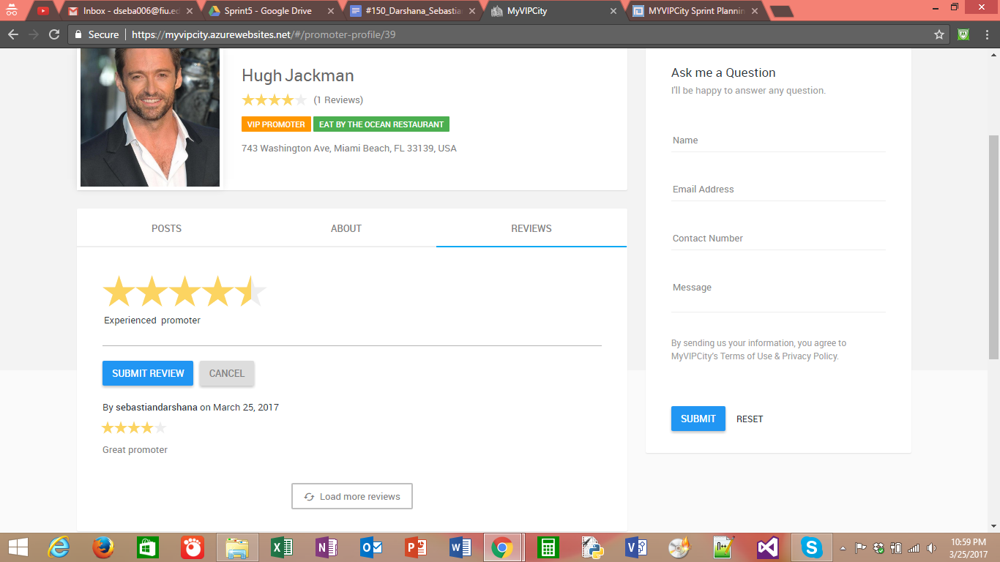 Inbox - dseba006@fiu.ed
Sprint5 - Google Drive
#150_Darshana_Sebastia
MyVIPCity
MYVIPCity Sprint Plannin
Secure
https://myvipcity.azurewebsites.net/#/promoter-profile/39
Hugh Jackman
(1 Reviews)
VIP PROMOTER
EAT BY THE OCEAN RESTAURANT
743 Washington Ave, Miami Beach, FL 33139, USA
POSTS
ABOUT
REVIEWS
Experienced promoter
SUBMIT REVIEW
CANCEL
By sebastiandarshana on March 25, 2017
Great promoter
Load more reviews
Ask me a Question
I'll be happy to answer any question.
Name
Email Address
Contact Number
Message
By sending us your information, you agree to
MyVIPCity's Terms of Use & Privacy Policy.
SUBMIT
RESET
10:59 PM
3/25/2017